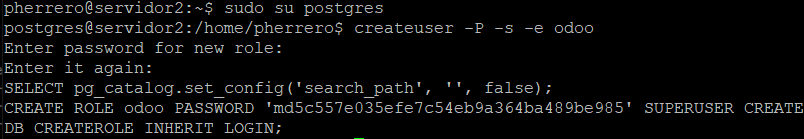 pherrero@servidor2:~$ sudo su postgres
postgres@servidor2:/home/pherrero$ createuser -P -s -e odoo
Enter password for new role:
Enter it again:
SELECT pg_catalog.set_config('search_path', '', false);
CREATE ROLE odoo PASSWORD 'md5c557e035efe7c54eb9a364ba489be985' SUPERUSER CREATE
DB CREATEROLE INHERIT LOGIN;